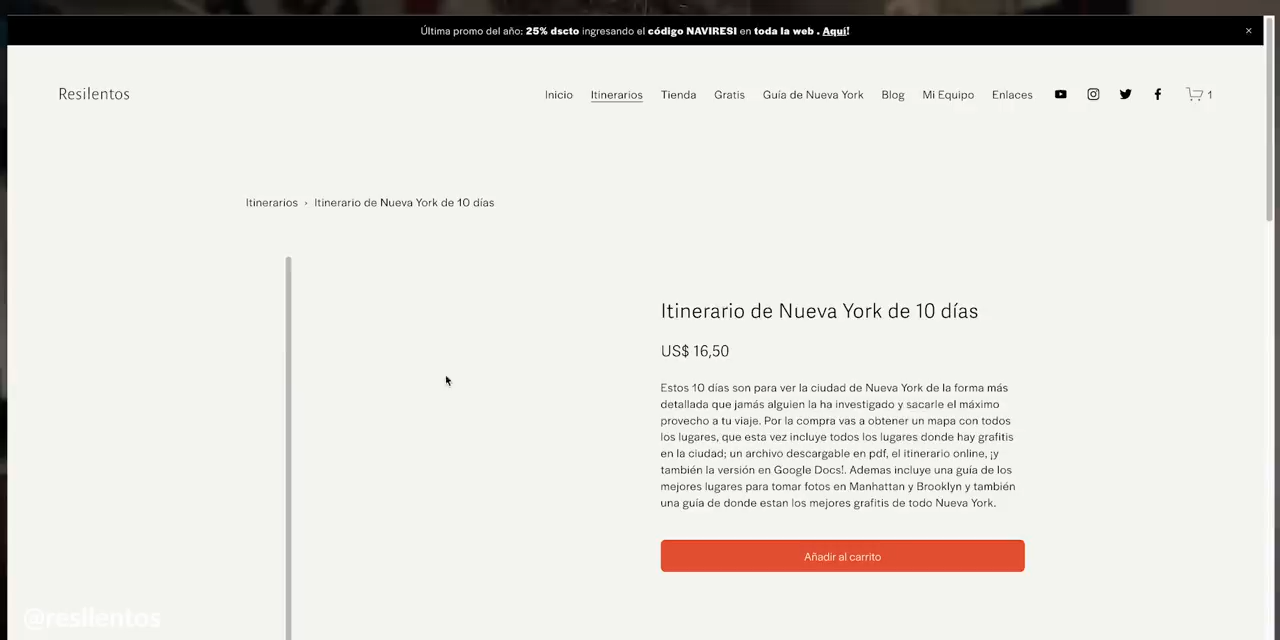 Última promo del año: 25% dscto ingresando el código NAVIRESI en toda la web . Aquí!
Resilentos
Inicio Itinerarios Tienda Gratis Guía de Nueva York Blog Mi Equipo Enlaces 1
Itinerarios › Itinerario de Nueva York de 10 días
Itinerario de Nueva York de 10 días
US$ 16,50
Estos 10 días son para ver la ciudad de Nueva York de la forma más
detallada que jamás alguien la ha investigado y sacarle el máximo
provecho a tu viaje. Por la compra vas a obtener un mapa con todos
los lugares, que esta vez incluye todos los lugares donde hay grafitis
en la ciudad; un archivo descargable en pdf, el itinerario online, ¡y
también la versión en Google Docs!. Ademas incluye una guía de los
mejores lugares para tomar fotos en Manhattan y Brooklyn y también
una guía de donde estan los mejores grafitis de todo Nueva York.
Añadir al carrito
@resilentos